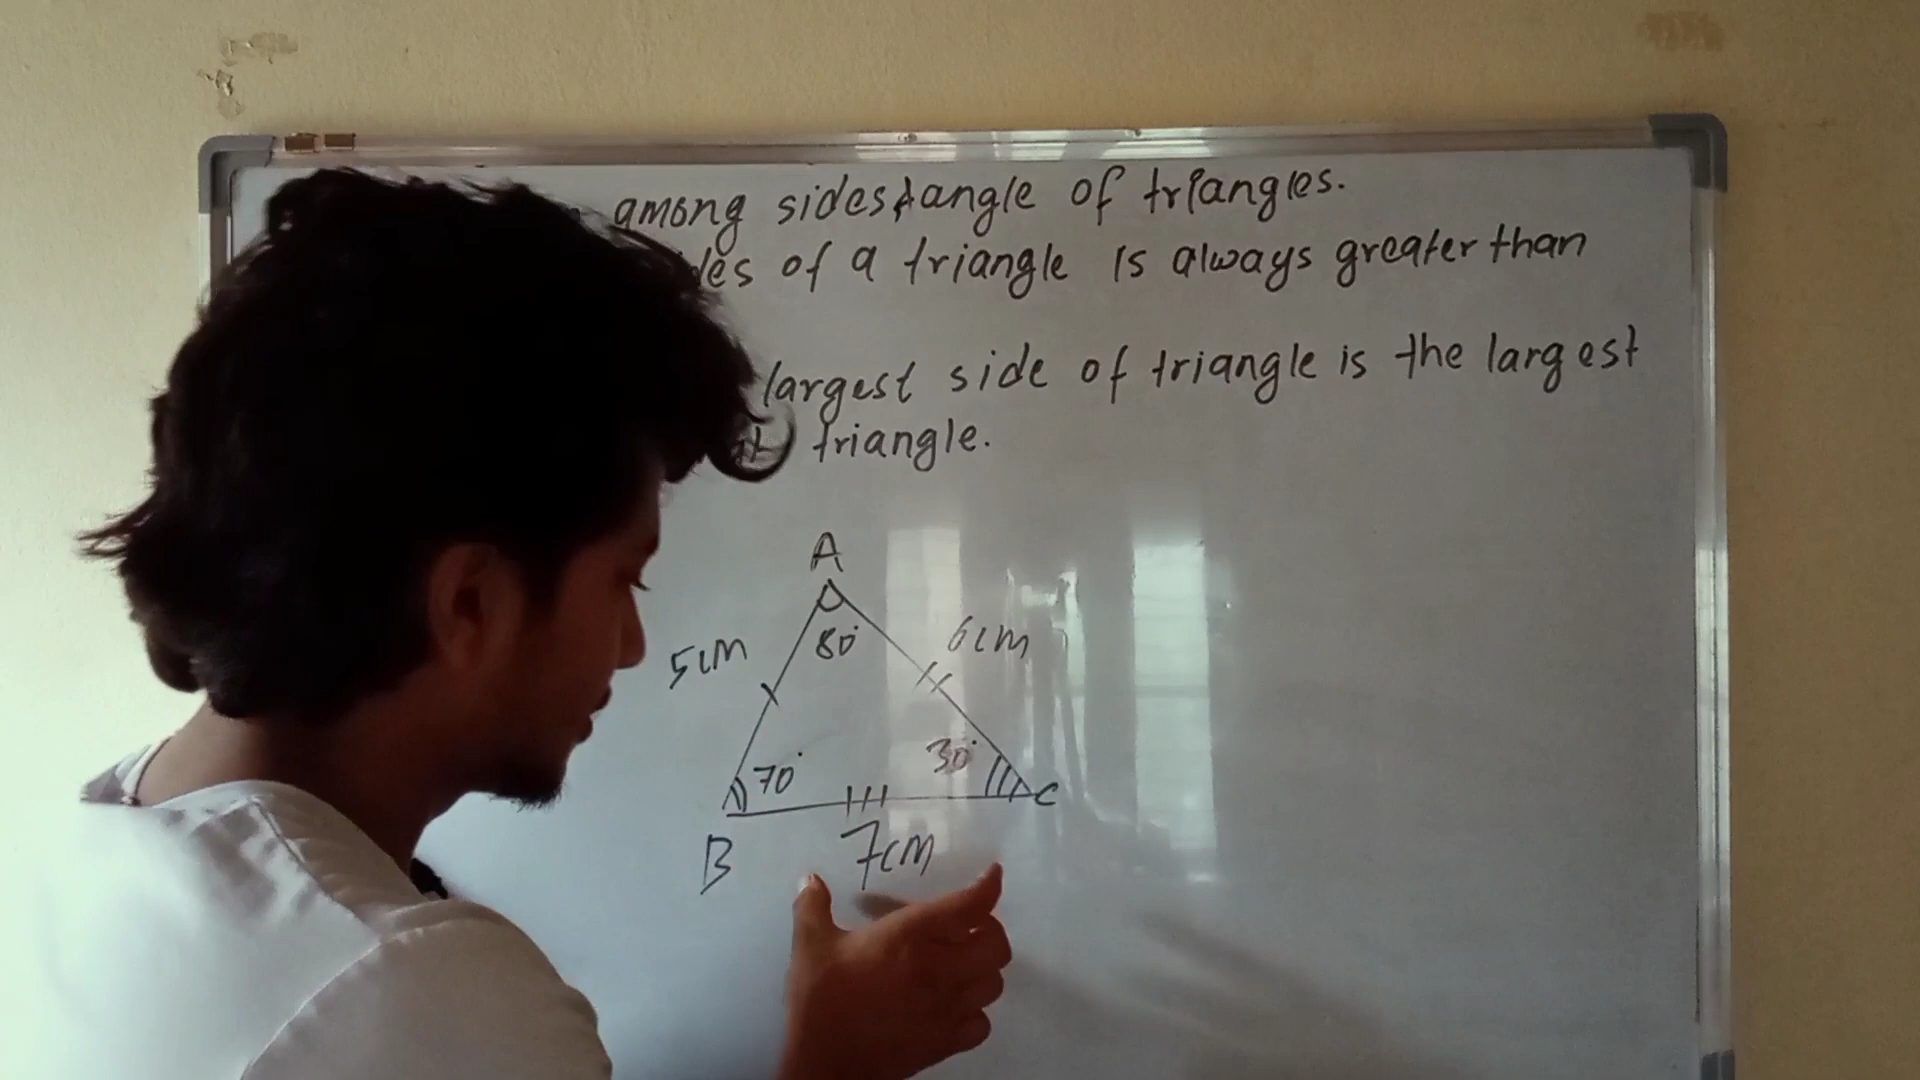 among sides & angle of triangles.
of a triangle is always greater than
largest side of triangle is the largest
triangle.
A
5cm
80°
6cm
70°
30°
B
C
7cm